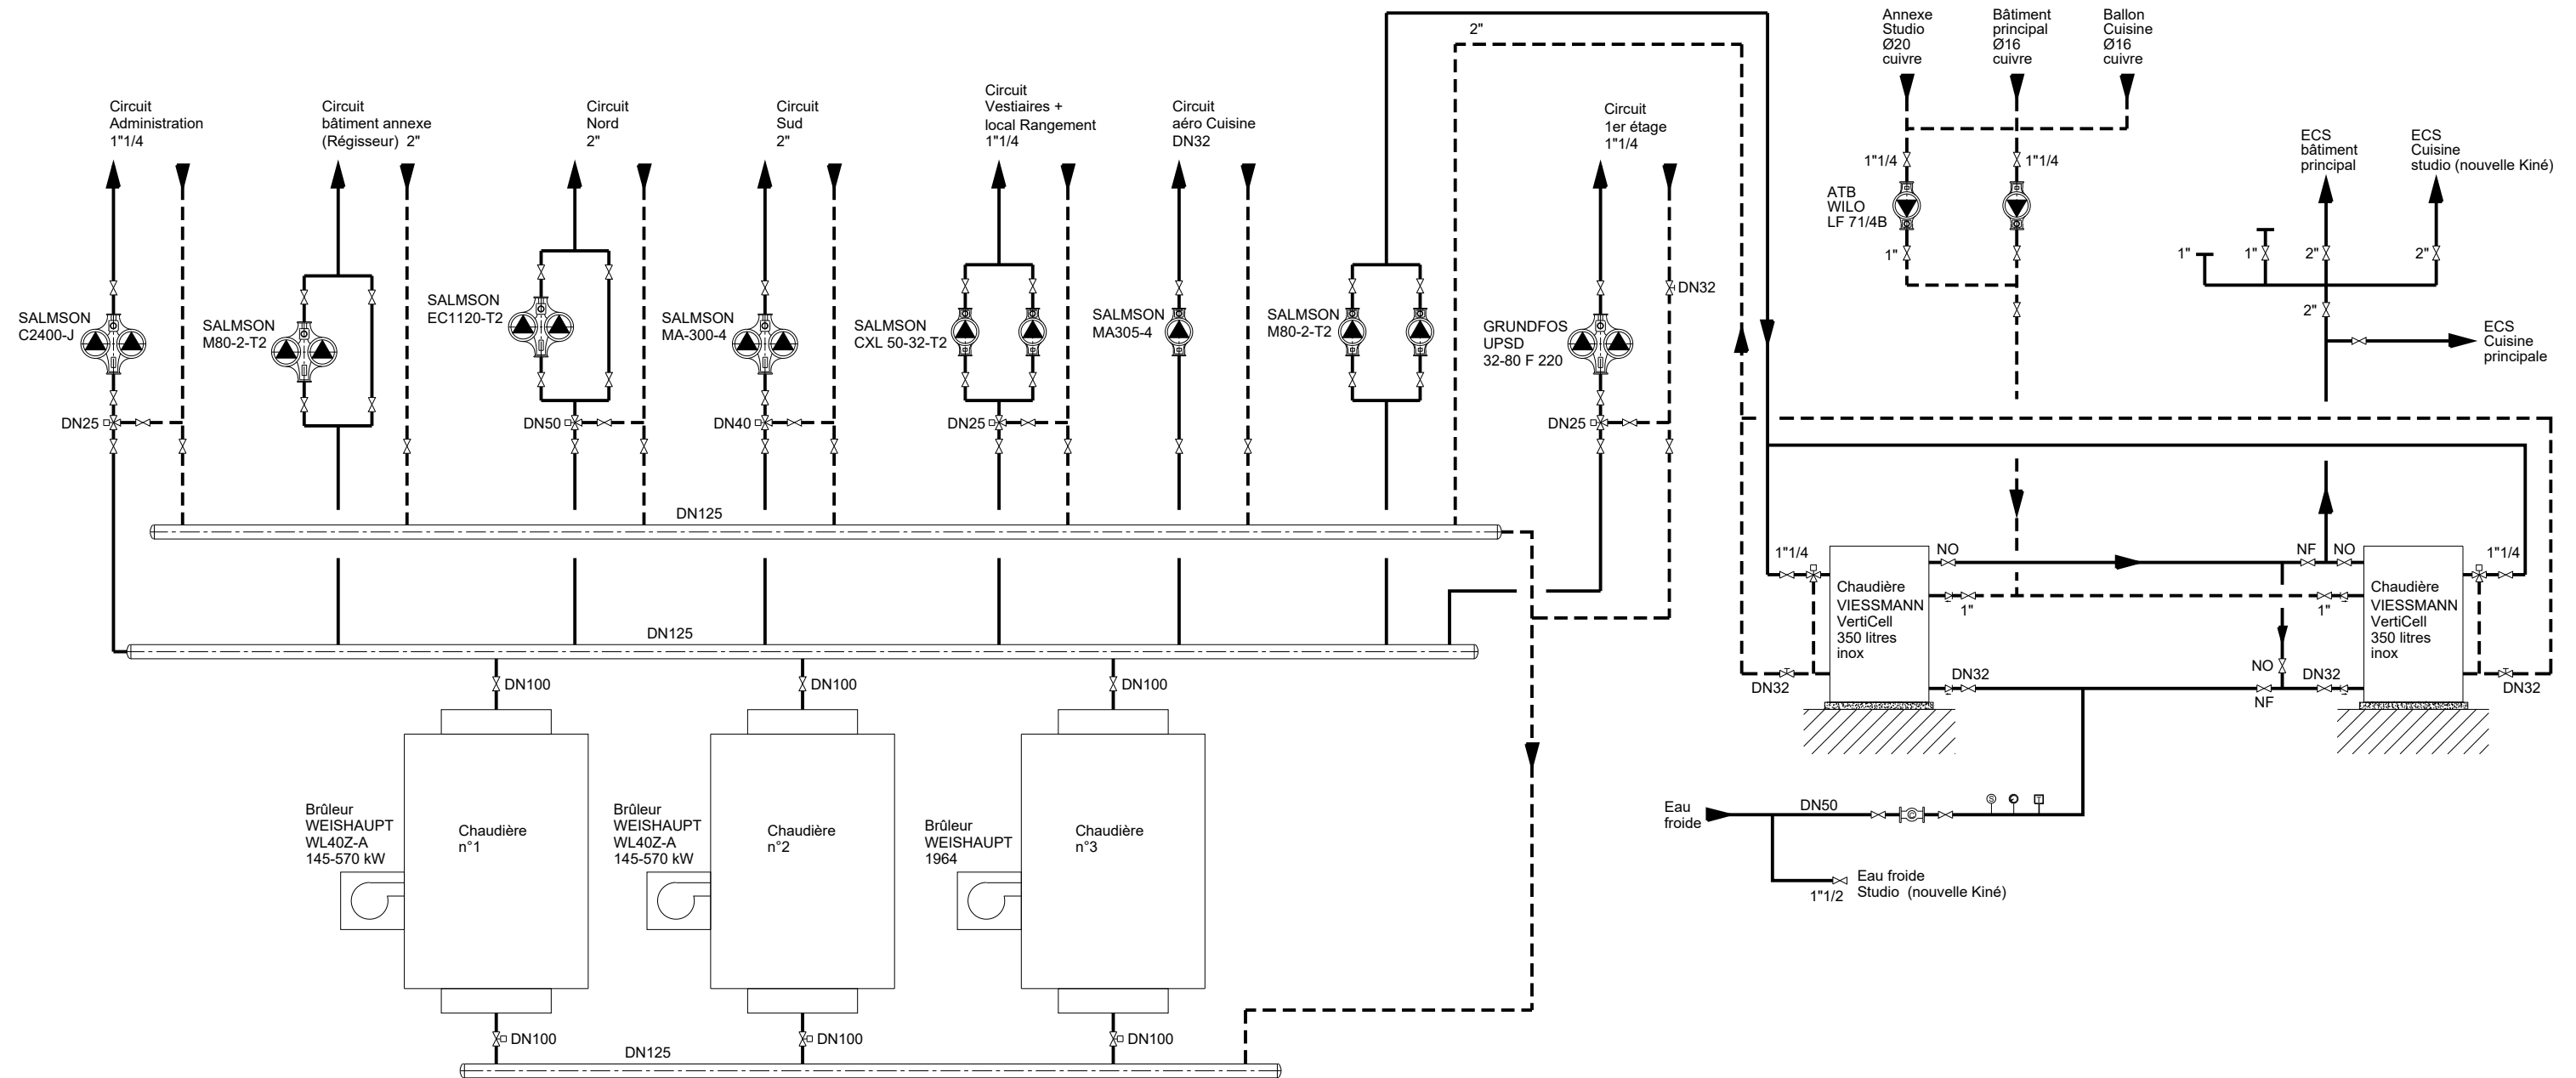 Circuit
Administration
1"1/4
Circuit
bâtiment annexe
(Régisseur) 2"
Circuit
Nord
2"
Circuit
Sud
2"
Circuit
Vestiaires +
local Rangement
1"1/4
Circuit
aéro Cuisine
DN32
2"
Circuit
1er étage
1"1/4
Annexe
Studio
Ø20
cuivre
Bâtiment
principal
Ø16
cuivre
Ballon
Cuisine
Ø16
cuivre
ECS
bâtiment
principal
ECS
Cuisine
studio (nouvelle Kiné)
1"1/4
1"1/4
ATB
WILO
LF 71/4B
1"
1"
1"
2"
2"
2"
ECS
Cuisine
principale
SALMSON
C2400-J
SALMSON
M80-2-T2
SALMSON
EC1120-T2
SALMSON
MA-300-4
SALMSON
CXL 50-32-T2
SALMSON
MA305-4
SALMSON
M80-2-T2
GRUNDFOS
UPSD
32-80 F 220
DN32
DN25
DN50
DN40
DN25
DN25
DN125
DN125
DN100
DN100
DN100
1"1/4
NO
NF
NO
1"1/4
Chaudière
VIESSMANN
VertiCell
350 litres
inox
1"
1"
Chaudière
VIESSMANN
VertiCell
350 litres
inox
DN32
DN32
NO
NF
DN32
DN32
Brûleur
WEISHAUPT
WL40Z-A
145-570 kW
Chaudière
n°1
Brûleur
WEISHAUPT
WL40Z-A
145-570 kW
Chaudière
n°2
Brûleur
WEISHAUPT
1964
Chaudière
n°3
Eau
froide
DN50
C
S
T
1"1/2
Eau froide
Studio (nouvelle Kiné)
DN100
DN100
DN100
DN125